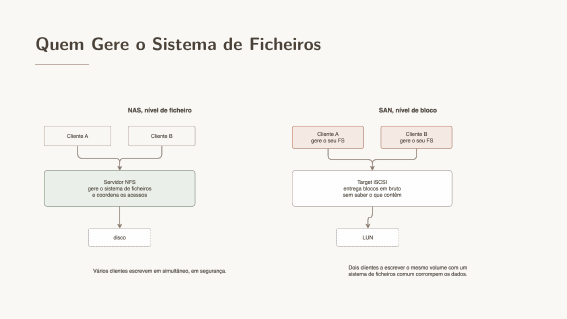 Quem Gere o Sistema de Ficheiros
NAS, nível de ficheiro
Cliente A
Cliente B
Servidor NFS
gere o sistema de ficheiros
e coordena os acessos
disco
Vários clientes escrevem em simultâneo, em segurança.
SAN, nível de bloco
Cliente A
gere o seu FS
Cliente B
gere o seu FS
Target iSCSI
entrega blocos em bruto
sem saber o que contêm
LUN
Dois clientes a escrever o mesmo volume com um
sistema de ficheiros comum corrompem os dados.